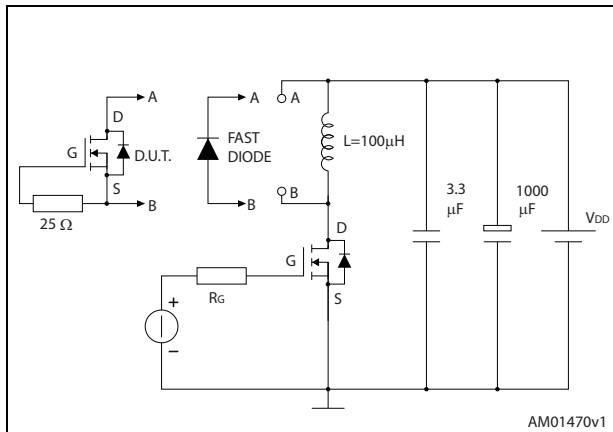 A
D
G
D.U.T.
S
B
25 Ω
A
FAST
DIODE
B
A
L=100μH
B
D
G
S
RG
+
–
3.3
μF
1000
μF
VDD
AM01470v1